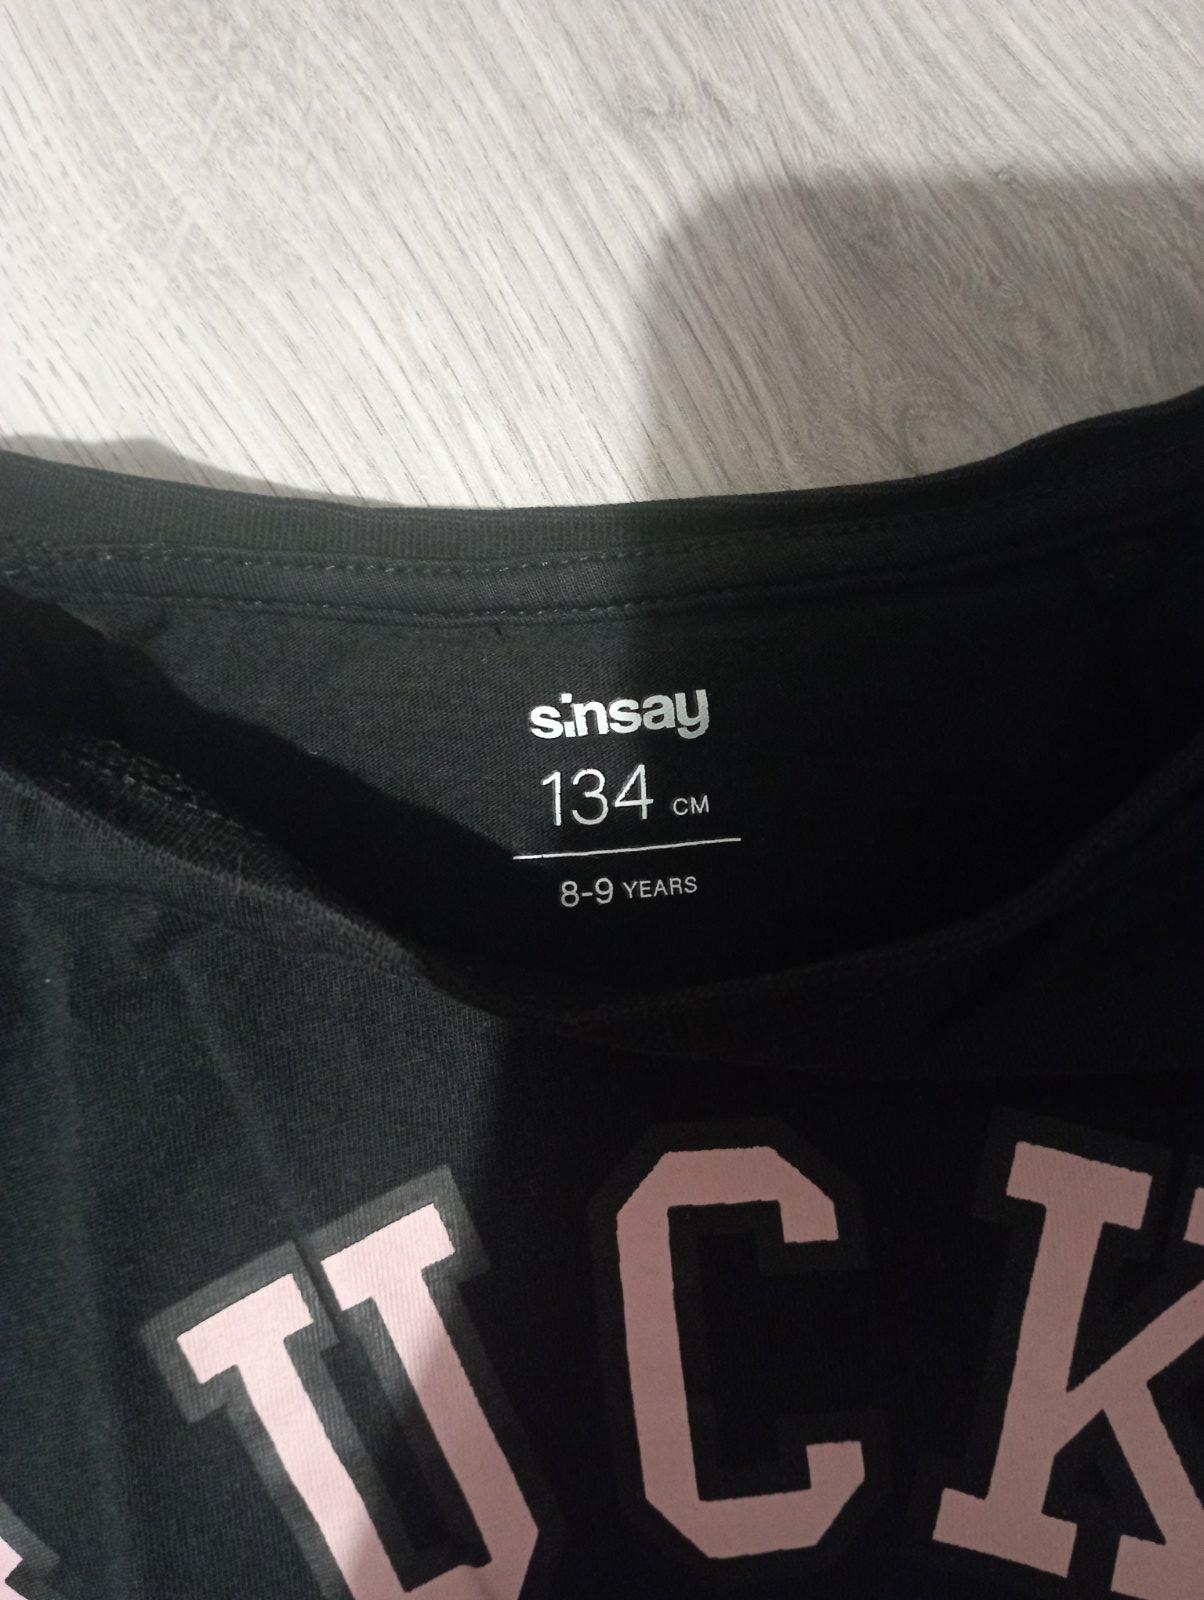 sinsay
134 CM
8-9 YEARS
UCK